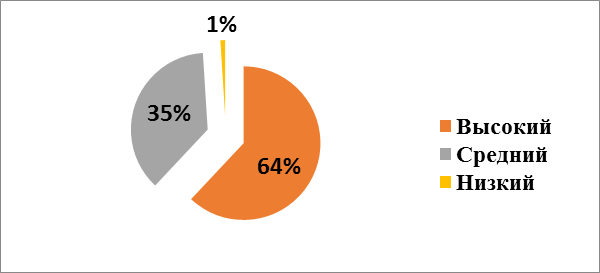 1%
35%
64%
Высокий
Средний
Низкий